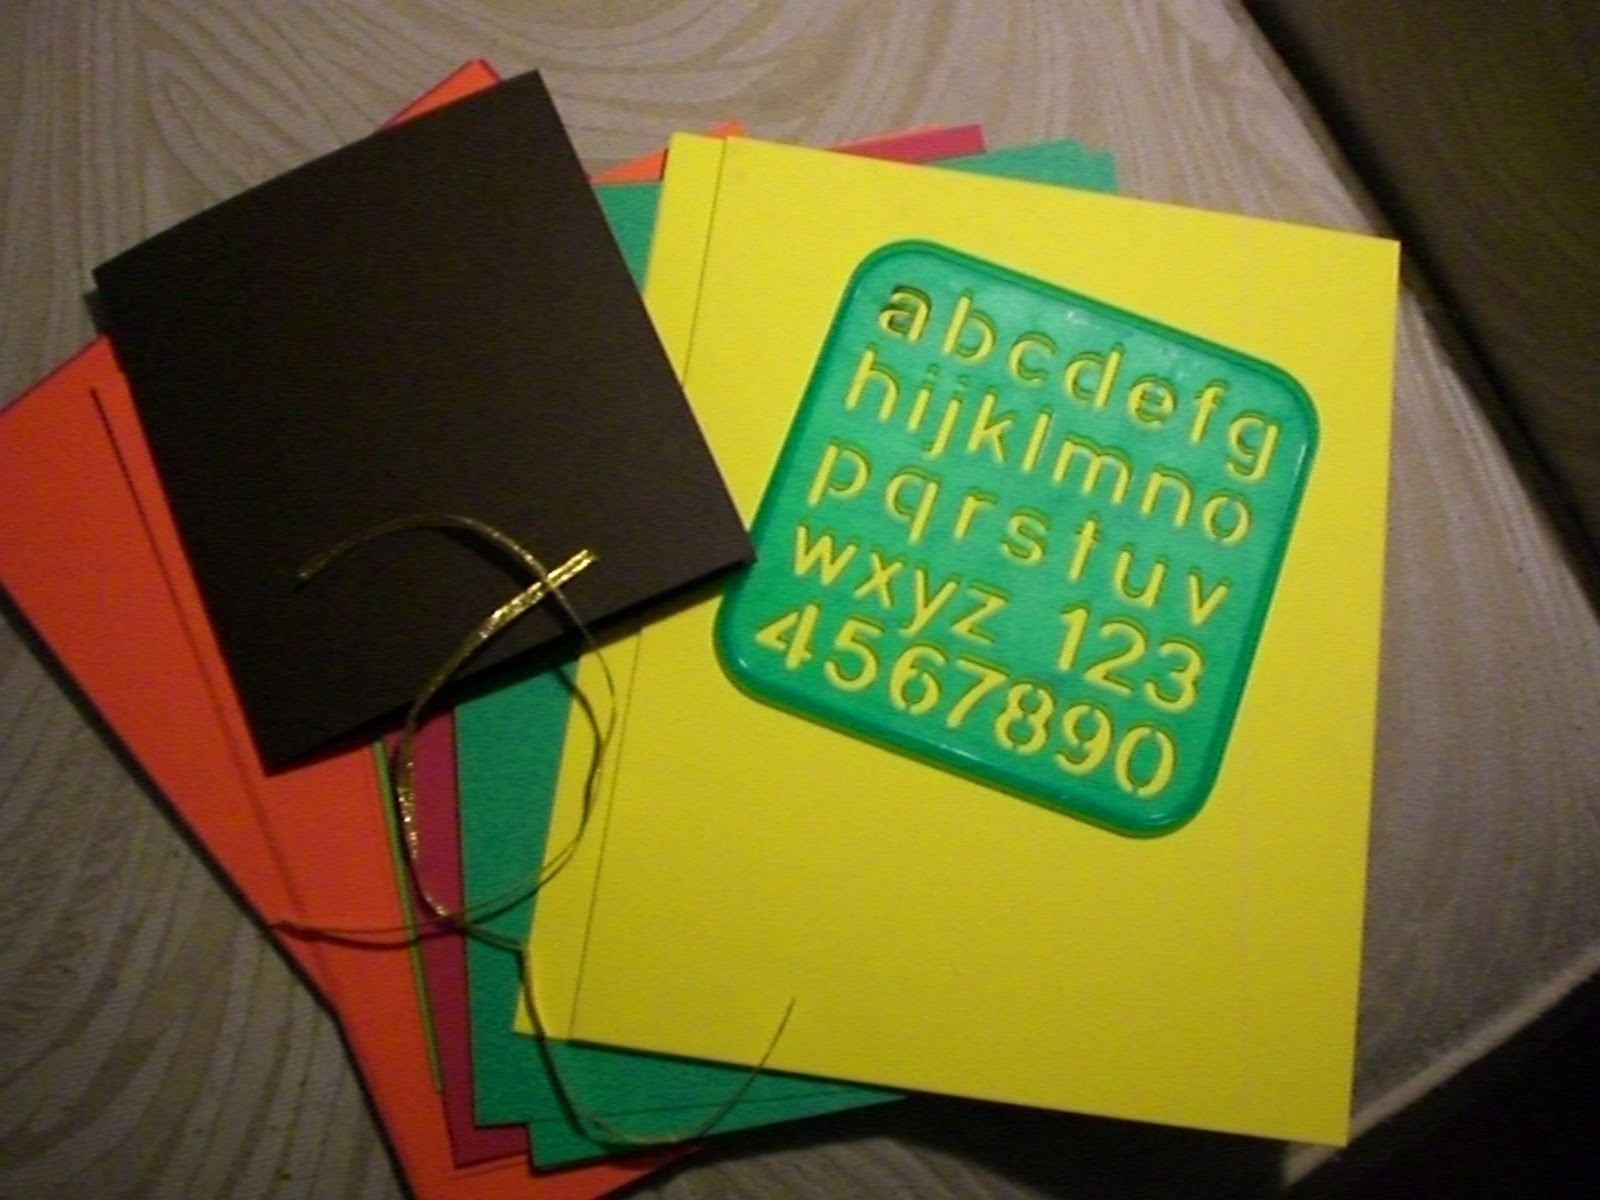 abcdefg
hijklmno
pqrstuv
wxyz 123
4567890